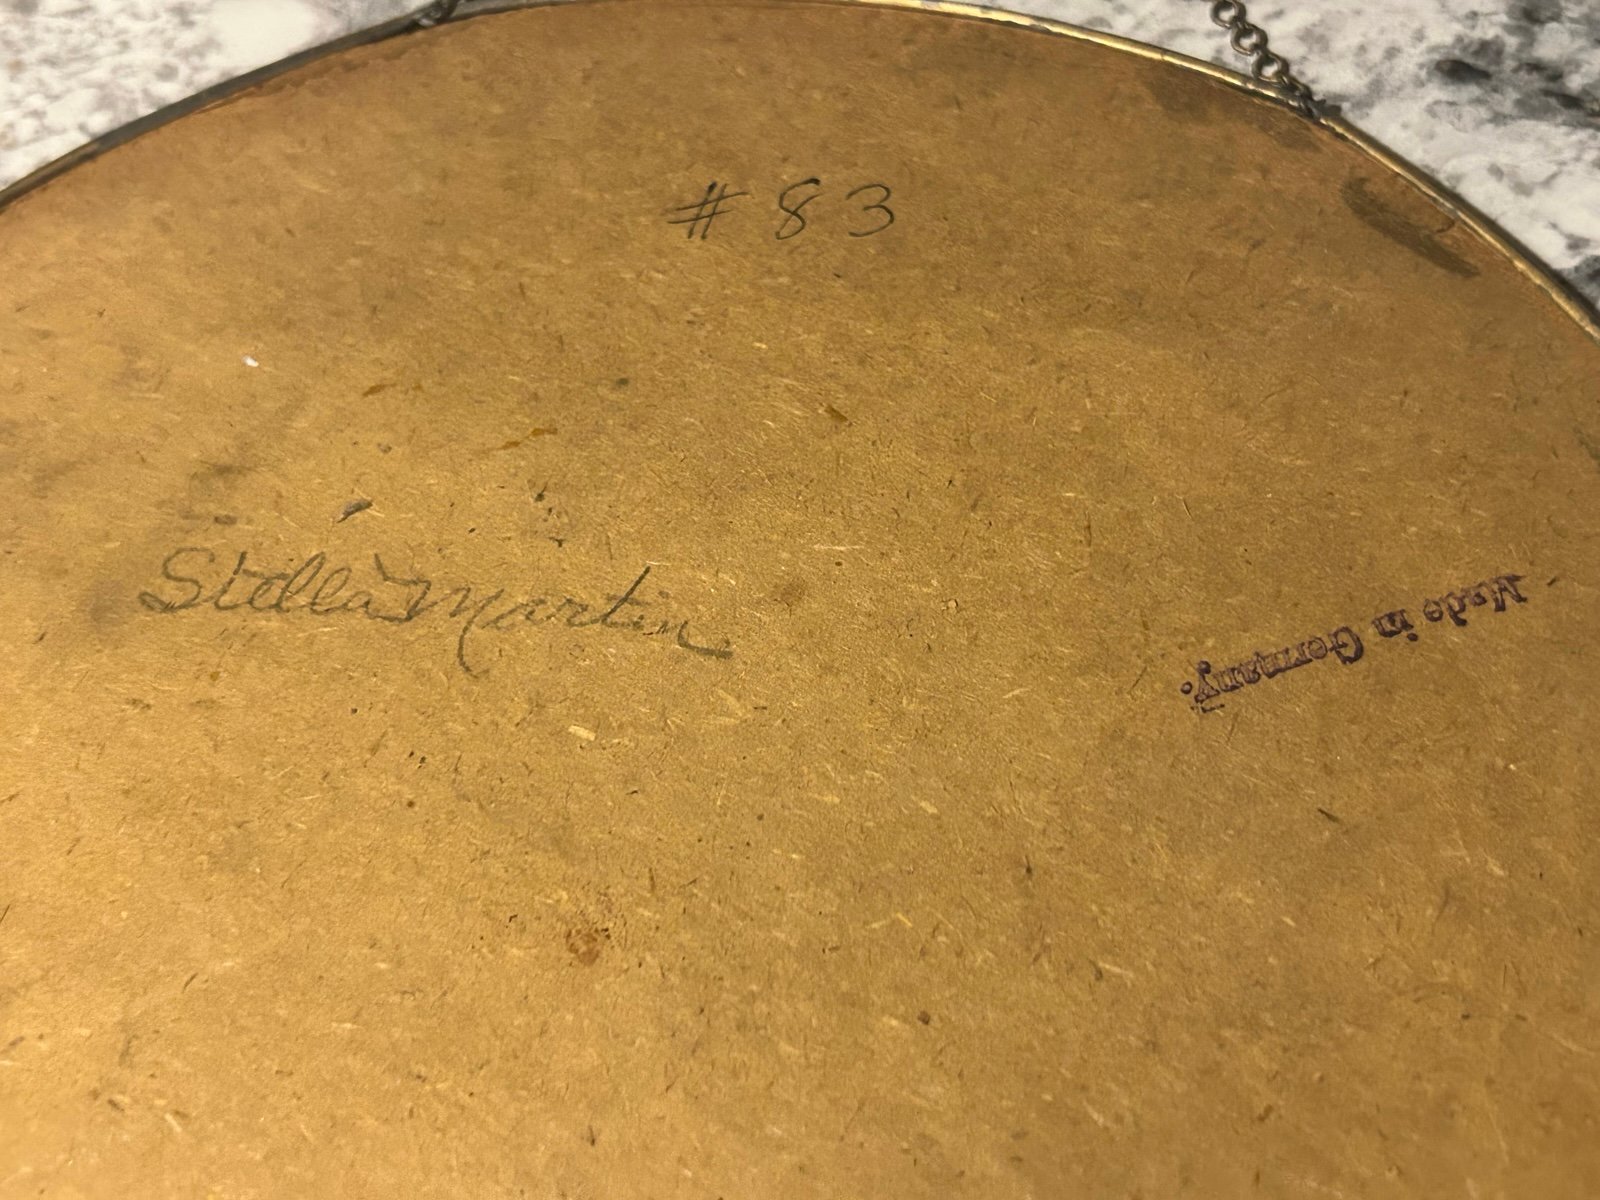 # 83
Stella Martin
Made in Germany.